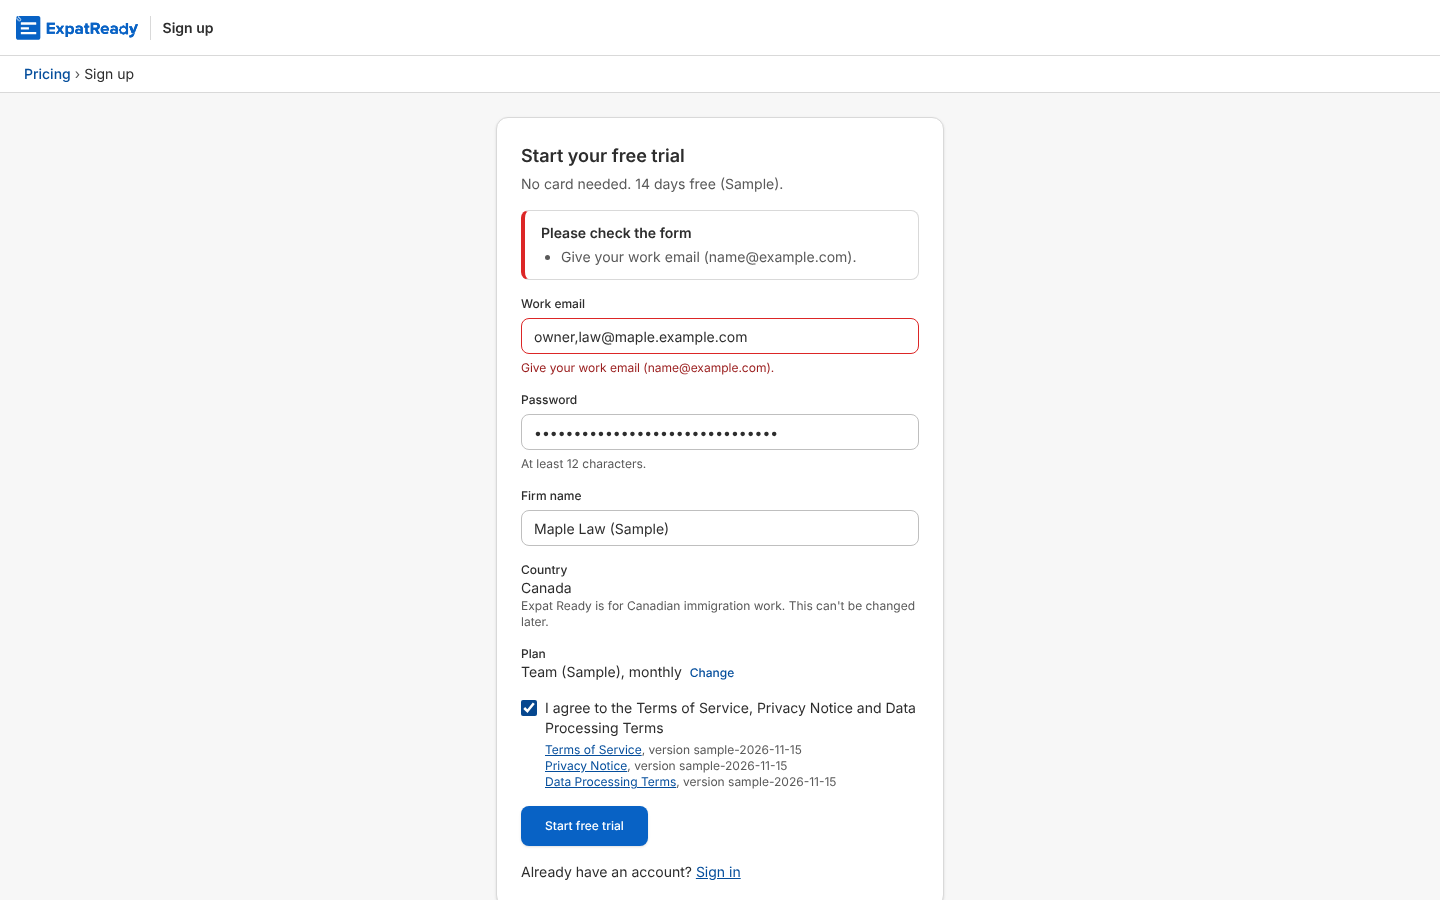 ExpatReady
Sign up
Pricing › Sign up
Start your free trial
No card needed. 14 days free (Sample).
Please check the form
• Give your work email (name@example.com).
Work email
owner,law@maple.example.com
Give your work email (name@example.com).
Password
•••••••••••••••••••••••••••••••
At least 12 characters.
Firm name
Maple Law (Sample)
Country
Canada
Expat Ready is for Canadian immigration work. This can't be changed
later.
Plan
Team (Sample), monthly Change
I agree to the Terms of Service, Privacy Notice and Data
Processing Terms
Terms of Service, version sample-2026-11-15
Privacy Notice, version sample-2026-11-15
Data Processing Terms, version sample-2026-11-15
Start free trial
Already have an account? Sign in